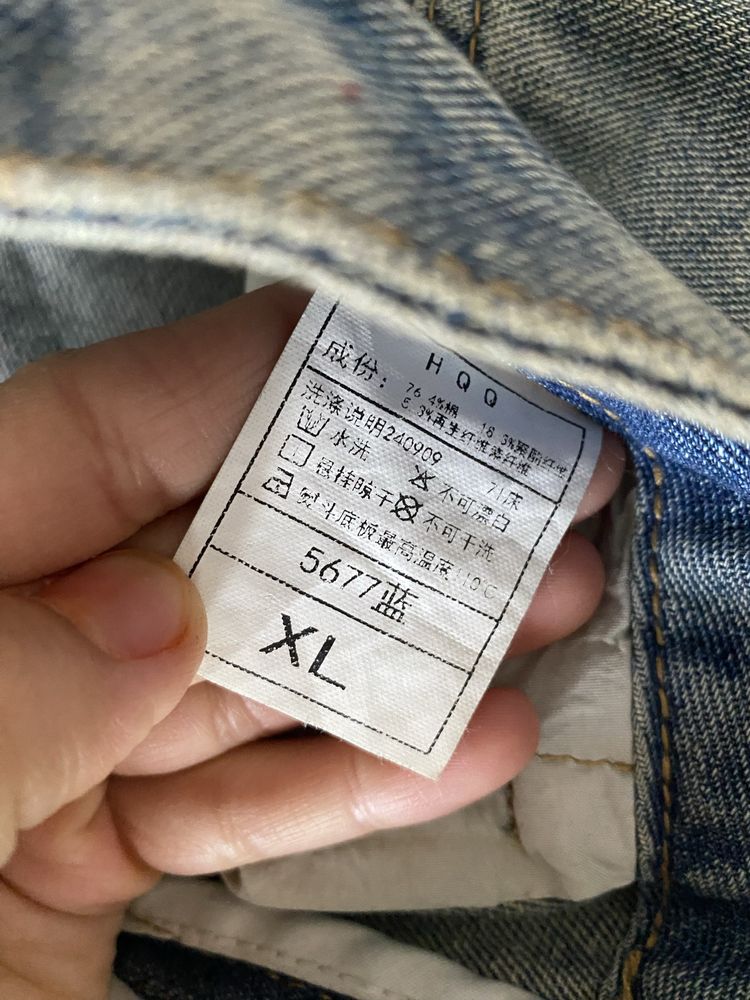 HQQ
成份：
76.4%棉 18.3%聚酯纤维
5.3%再生纤维素纤维
洗涤说明240909
水洗 不可漂白
悬挂晾干 不可干洗
熨斗底板最高温度110℃
5677蓝
XL